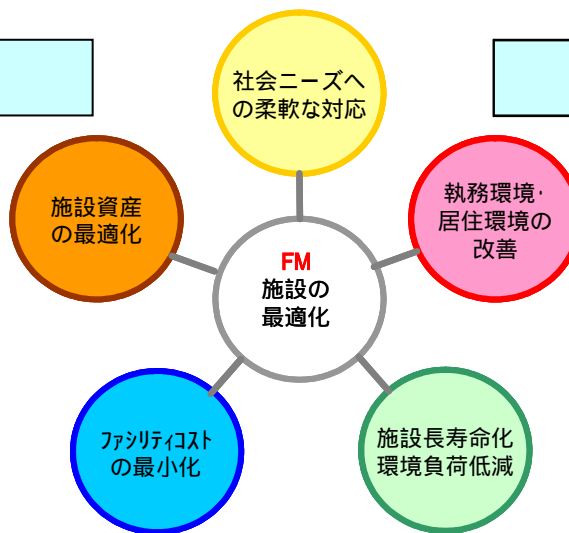 社会ニーズへ
の柔軟な対応
施設資産
の最適化
執務環境・
居住環境の
改善
FM
施設の
最適化
ﾌｧｼﾘﾃｨｺｽﾄ
の最小化
施設長寿命化
環境負荷低減